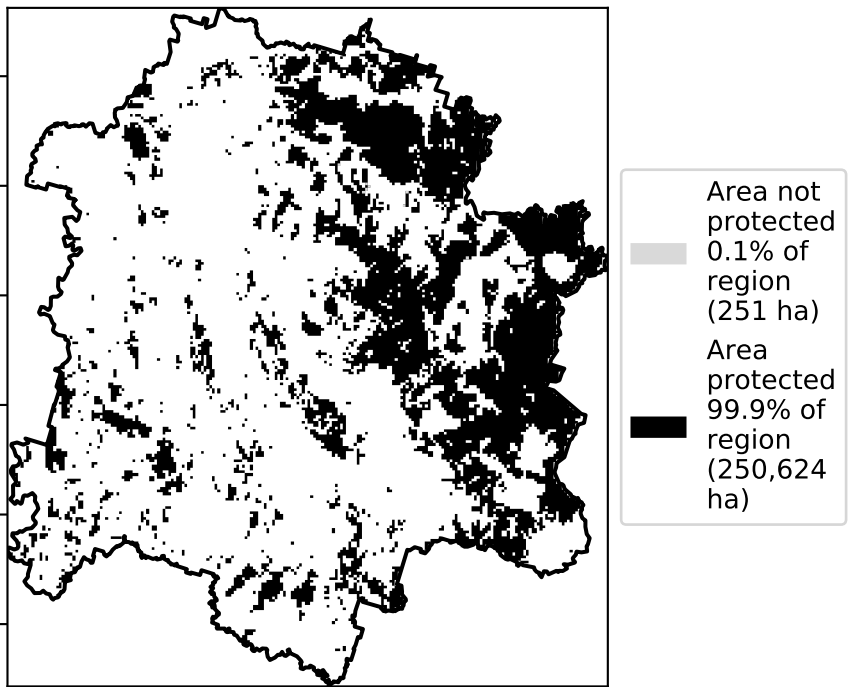 Area not
protected
0.1% of
region
(251 ha)
Area
protected
99.9% of
region
(250,624
ha)